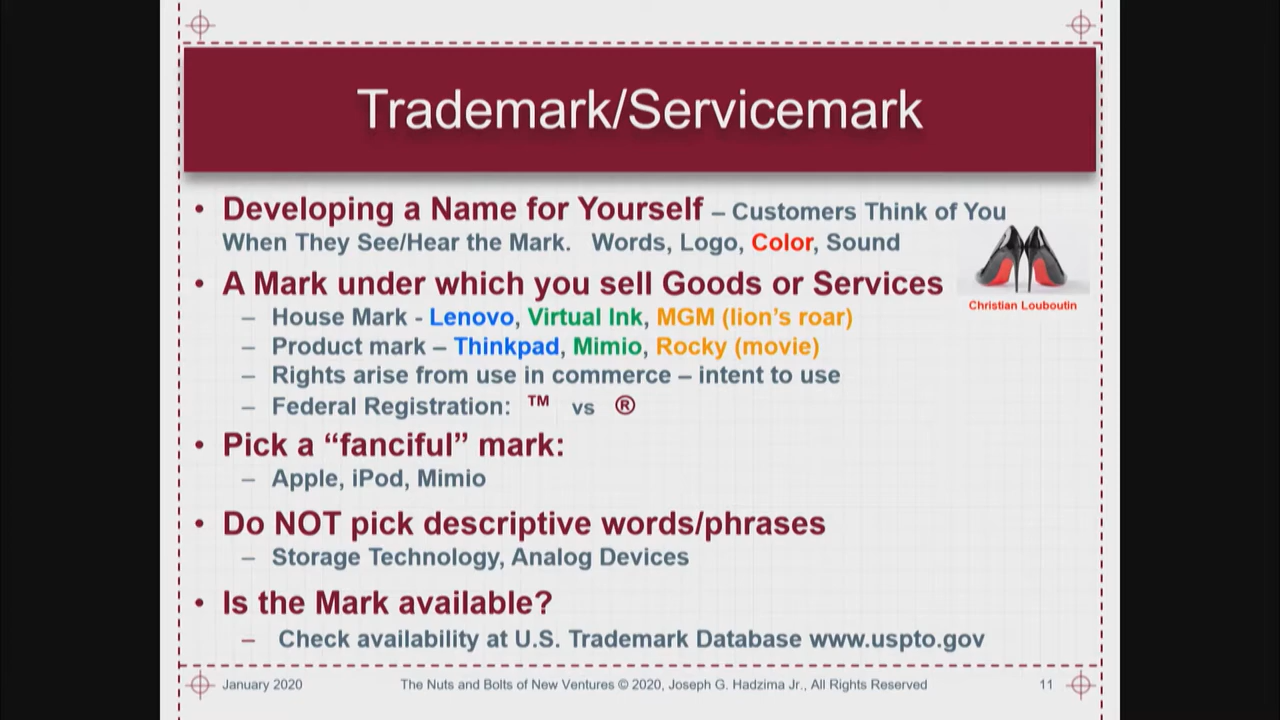 Trademark/Servicemark
• Developing a Name for Yourself – Customers Think of You
When They See/Hear the Mark. Words, Logo, Color, Sound
Christian Louboutin
• A Mark under which you sell Goods or Services
– House Mark - Lenovo, Virtual Ink, MGM (lion’s roar)
– Product mark – Thinkpad, Mimio, Rocky (movie)
– Rights arise from use in commerce – intent to use
– Federal Registration: ™ vs ®
• Pick a “fanciful” mark:
– Apple, iPod, Mimio
• Do NOT pick descriptive words/phrases
– Storage Technology, Analog Devices
• Is the Mark available?
– Check availability at U.S. Trademark Database www.uspto.gov
January 2020 The Nuts and Bolts of New Ventures © 2020, Joseph G. Hadzima Jr., All Rights Reserved 11